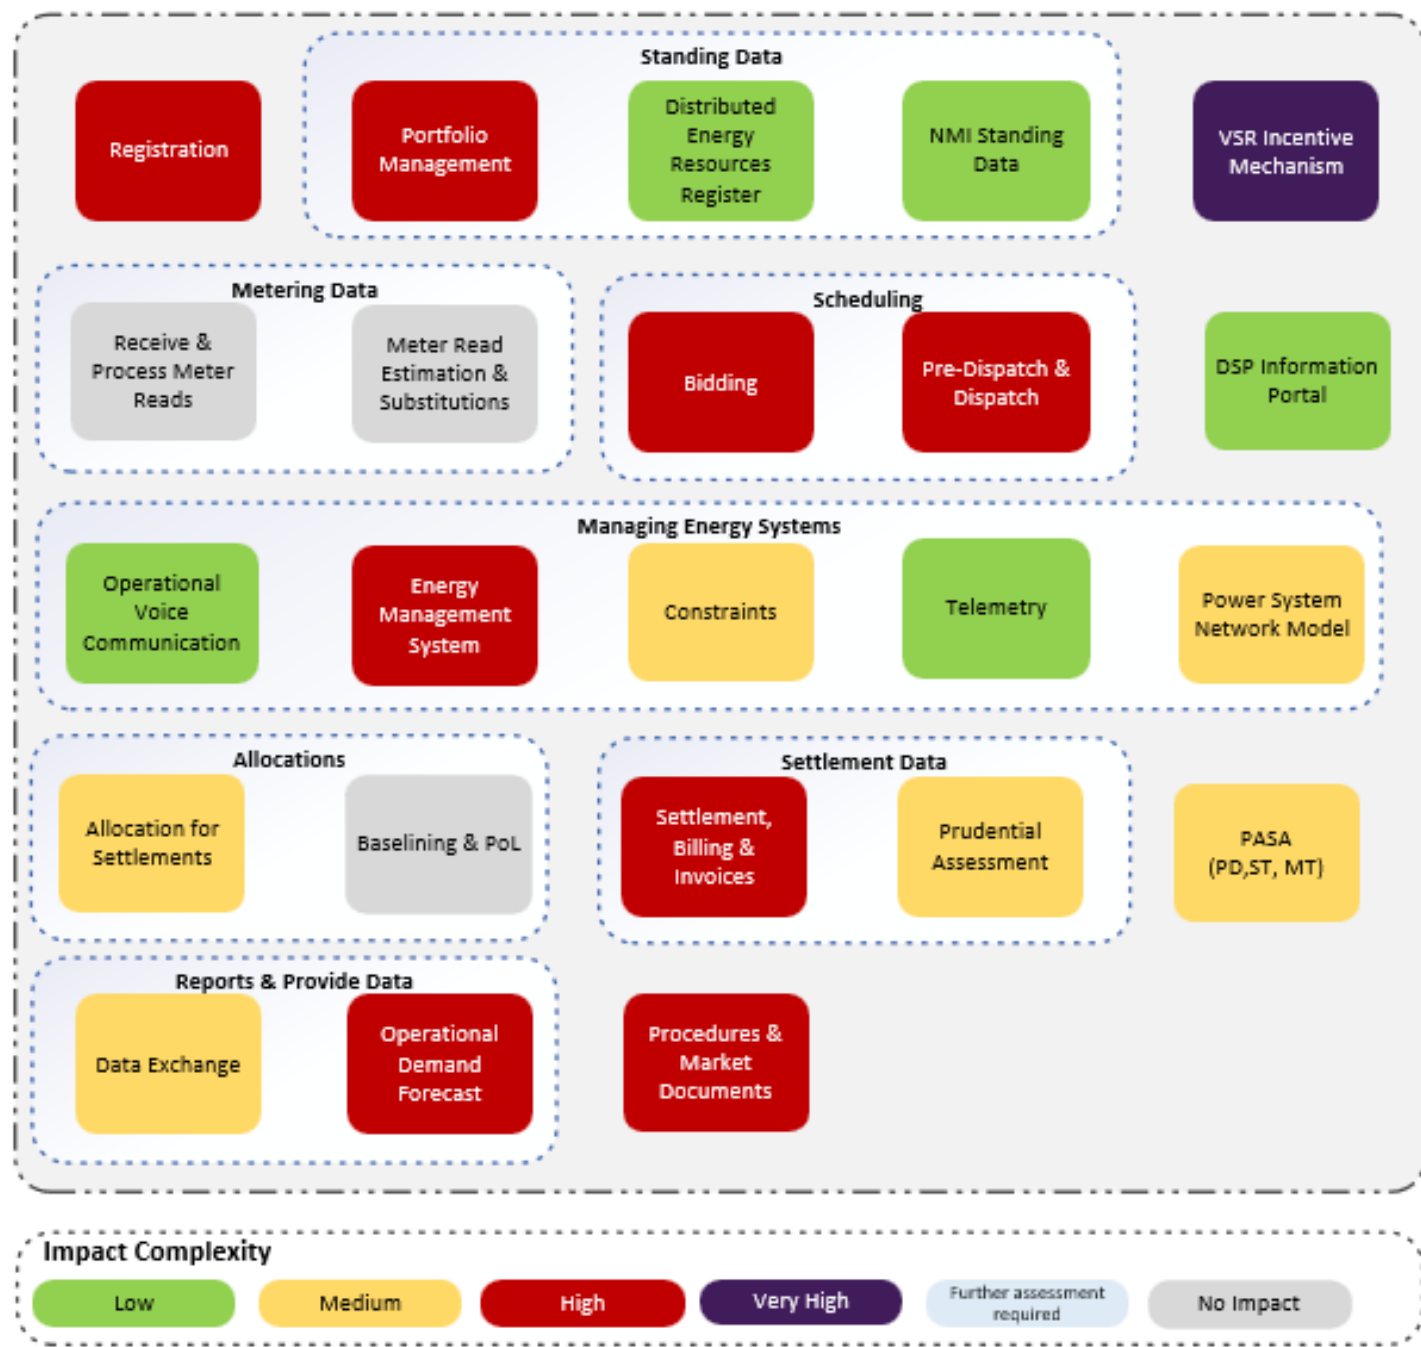 Standing Data
Registration
Portfolio
Management
Distributed
Energy
Resources
Register
NMI Standing
Data
VSR Incentive
Mechanism
Metering Data
Receive &
Process Meter
Reads
Meter Read
Estimation &
Substitutions
Scheduling
Bidding
Pre-Dispatch &
Dispatch
DSP Information
Portal
Managing Energy Systems
Operational
Voice
Communication
Energy
Management
System
Constraints
Telemetry
Power System
Network Model
Allocations
Allocation for
Settlements
Baselining & PoL
Settlement Data
Settlement,
Billing &
Invoices
Prudential
Assessment
PASA
(PD,ST, MT)
Reports & Provide Data
Data Exchange
Operational
Demand
Forecast
Procedures &
Market
Documents
Impact Complexity
Low
Medium
High
Very High
Further assessment
required
No Impact